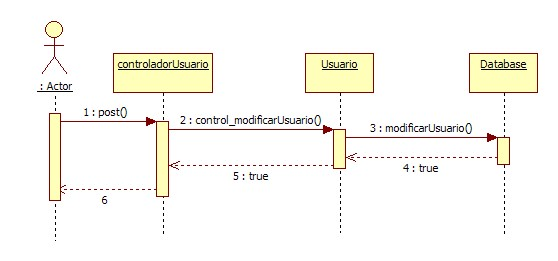 controladorUsuario
Usuario
Database
: Actor
1 : post()
2 : control_modificarUsuario()
3 : modificarUsuario()
4 : true
5 : true
6